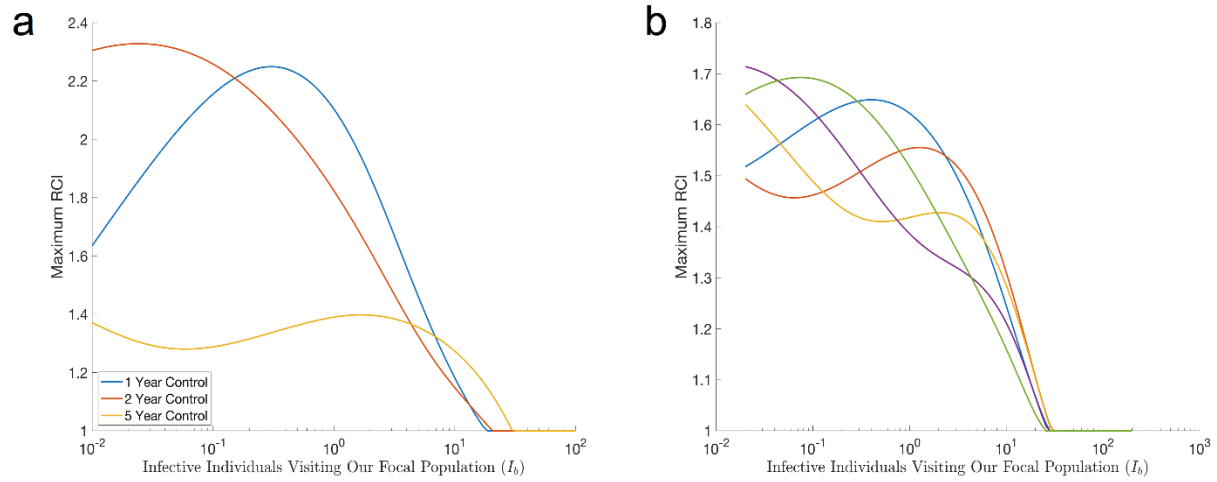 a
2.4
2.2
2
1.8
1.6
1.4
1.2
1
Maximum RCI
1 Year Control
2 Year Control
5 Year Control
10^-2 10^-1 10^0 10^1 10^2
Infective Individuals Visiting Our Focal Population (I_b)
b
1.8
1.7
1.6
1.5
1.4
1.3
1.2
1.1
1
Maximum RCI
10^-2 10^-1 10^0 10^1 10^2 10^3
Infective Individuals Visiting Our Focal Population (I_b)